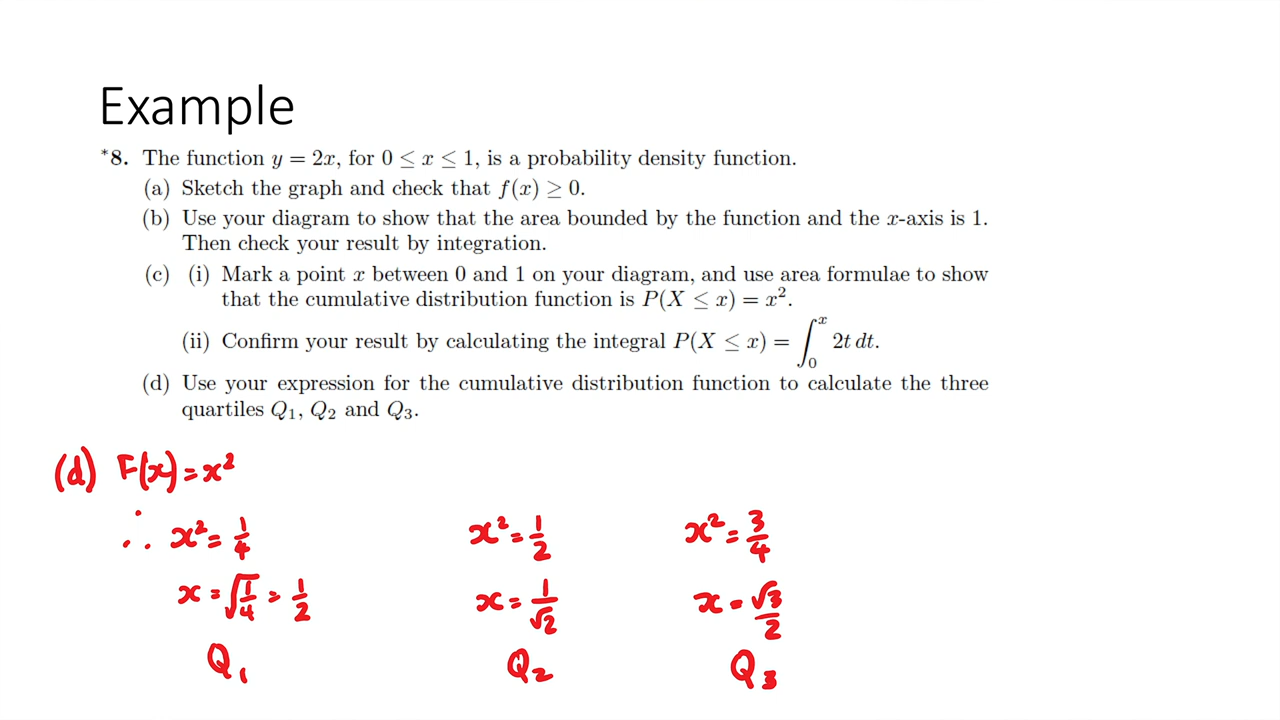 Example
*8. The function y = 2x, for 0 ≤ x ≤ 1, is a probability density function.
(a) Sketch the graph and check that f(x) ≥ 0.
(b) Use your diagram to show that the area bounded by the function and the x-axis is 1.
Then check your result by integration.
(c) (i) Mark a point x between 0 and 1 on your diagram, and use area formulae to show
that the cumulative distribution function is P(X ≤ x) = x².
(ii) Confirm your result by calculating the integral P(X ≤ x) = ∫₀ˣ 2t dt.
(d) Use your expression for the cumulative distribution function to calculate the three
quartiles Q₁, Q₂ and Q₃.
(d) F(x) = x²
∴ x² = 1/4 x² = 1/2 x² = 3/4
x = √(1/4) = 1/2 x = 1/√2 x = √3/2
Q₁ Q₂ Q₃